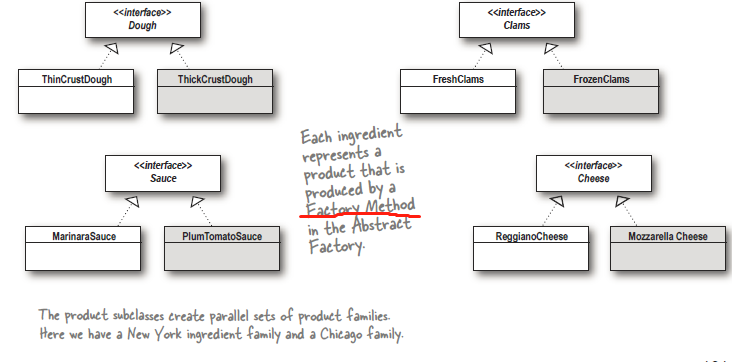 <<interface>>
Dough
<<interface>>
Clams
ThinCrustDough
ThickCrustDough
FreshClams
FrozenClams
Each ingredient
represents a
product that is
produced by a
Factory Method
in the Abstract
Factory.
<<interface>>
Sauce
<<interface>>
Cheese
MarinaraSauce
PlumTomatoSauce
ReggianoCheese
Mozzarella Cheese
The product subclasses create parallel sets of product families.
Here we have a New York ingredient family and a Chicago family.